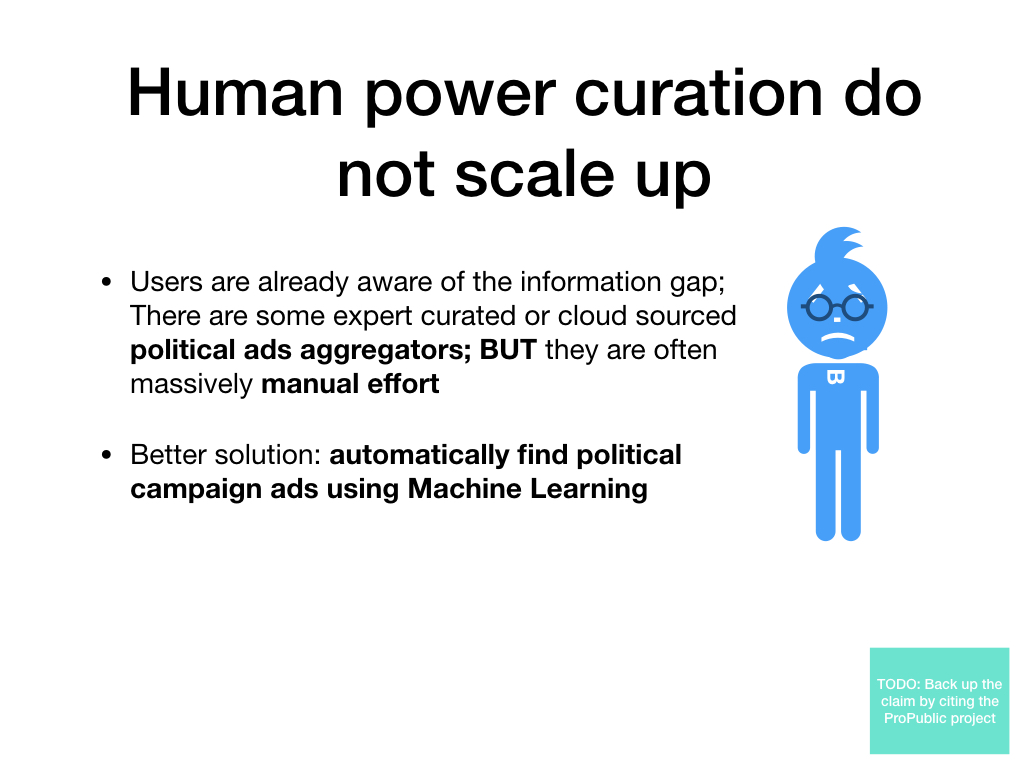 Human power curation do
not scale up
• Users are already aware of the information gap;
There are some expert curated or cloud sourced
political ads aggregators; BUT they are often
massively manual effort
• Better solution: automatically find political
campaign ads using Machine Learning
B
TODO: Back up the
claim by citing the
ProPublic project